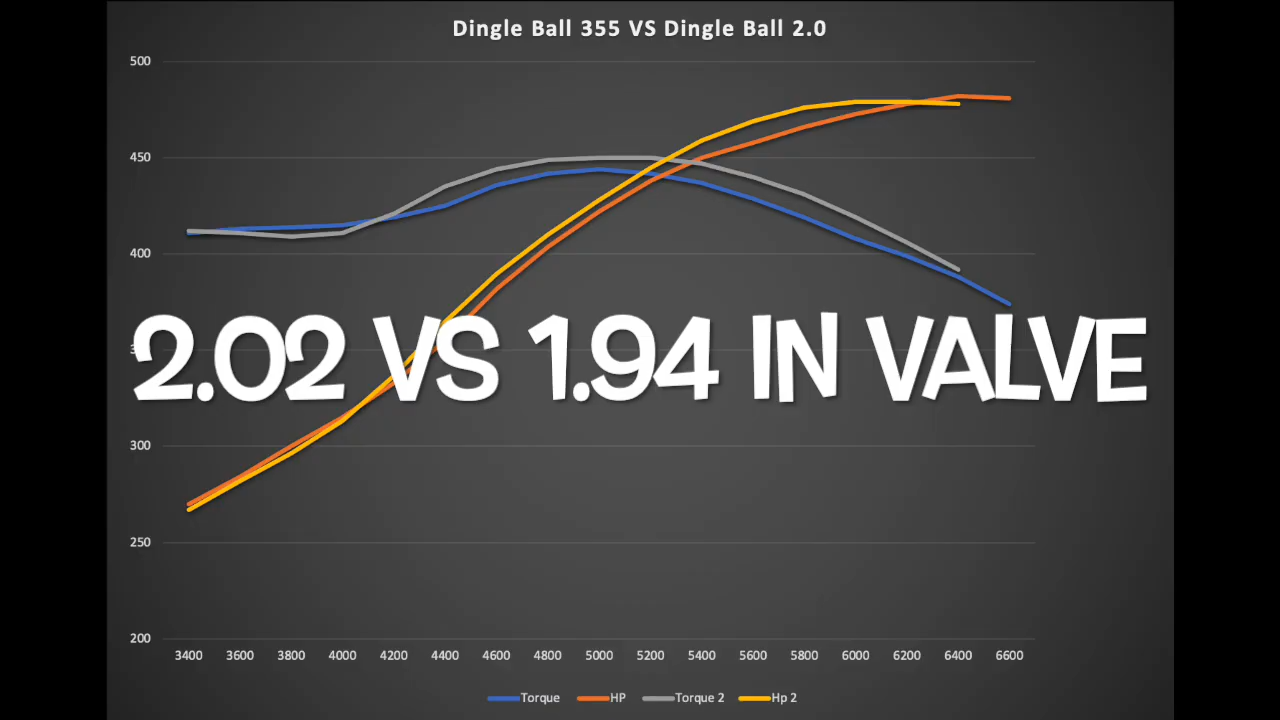 Dingle Ball 355 VS Dingle Ball 2.0
500
450
400
2.02 VS 1.94 IN VALVE
300
250
200
3400 3600 3800 4000 4200 4400 4600 4800 5000 5200 5400 5600 5800 6000 6200 6400 6600
Torque HP Torque 2 Hp 2